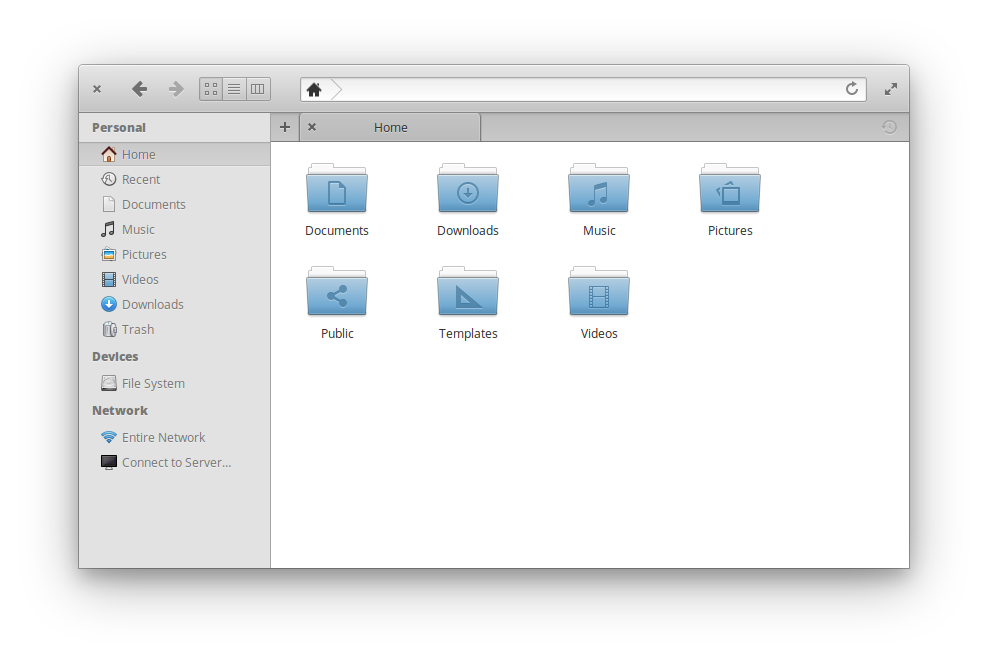 Personal
Home
Home
Recent
Documents
Music
Pictures
Videos
Downloads
Trash
Devices
File System
Network
Entire Network
Connect to Server...
Documents
Downloads
Music
Pictures
Public
Templates
Videos